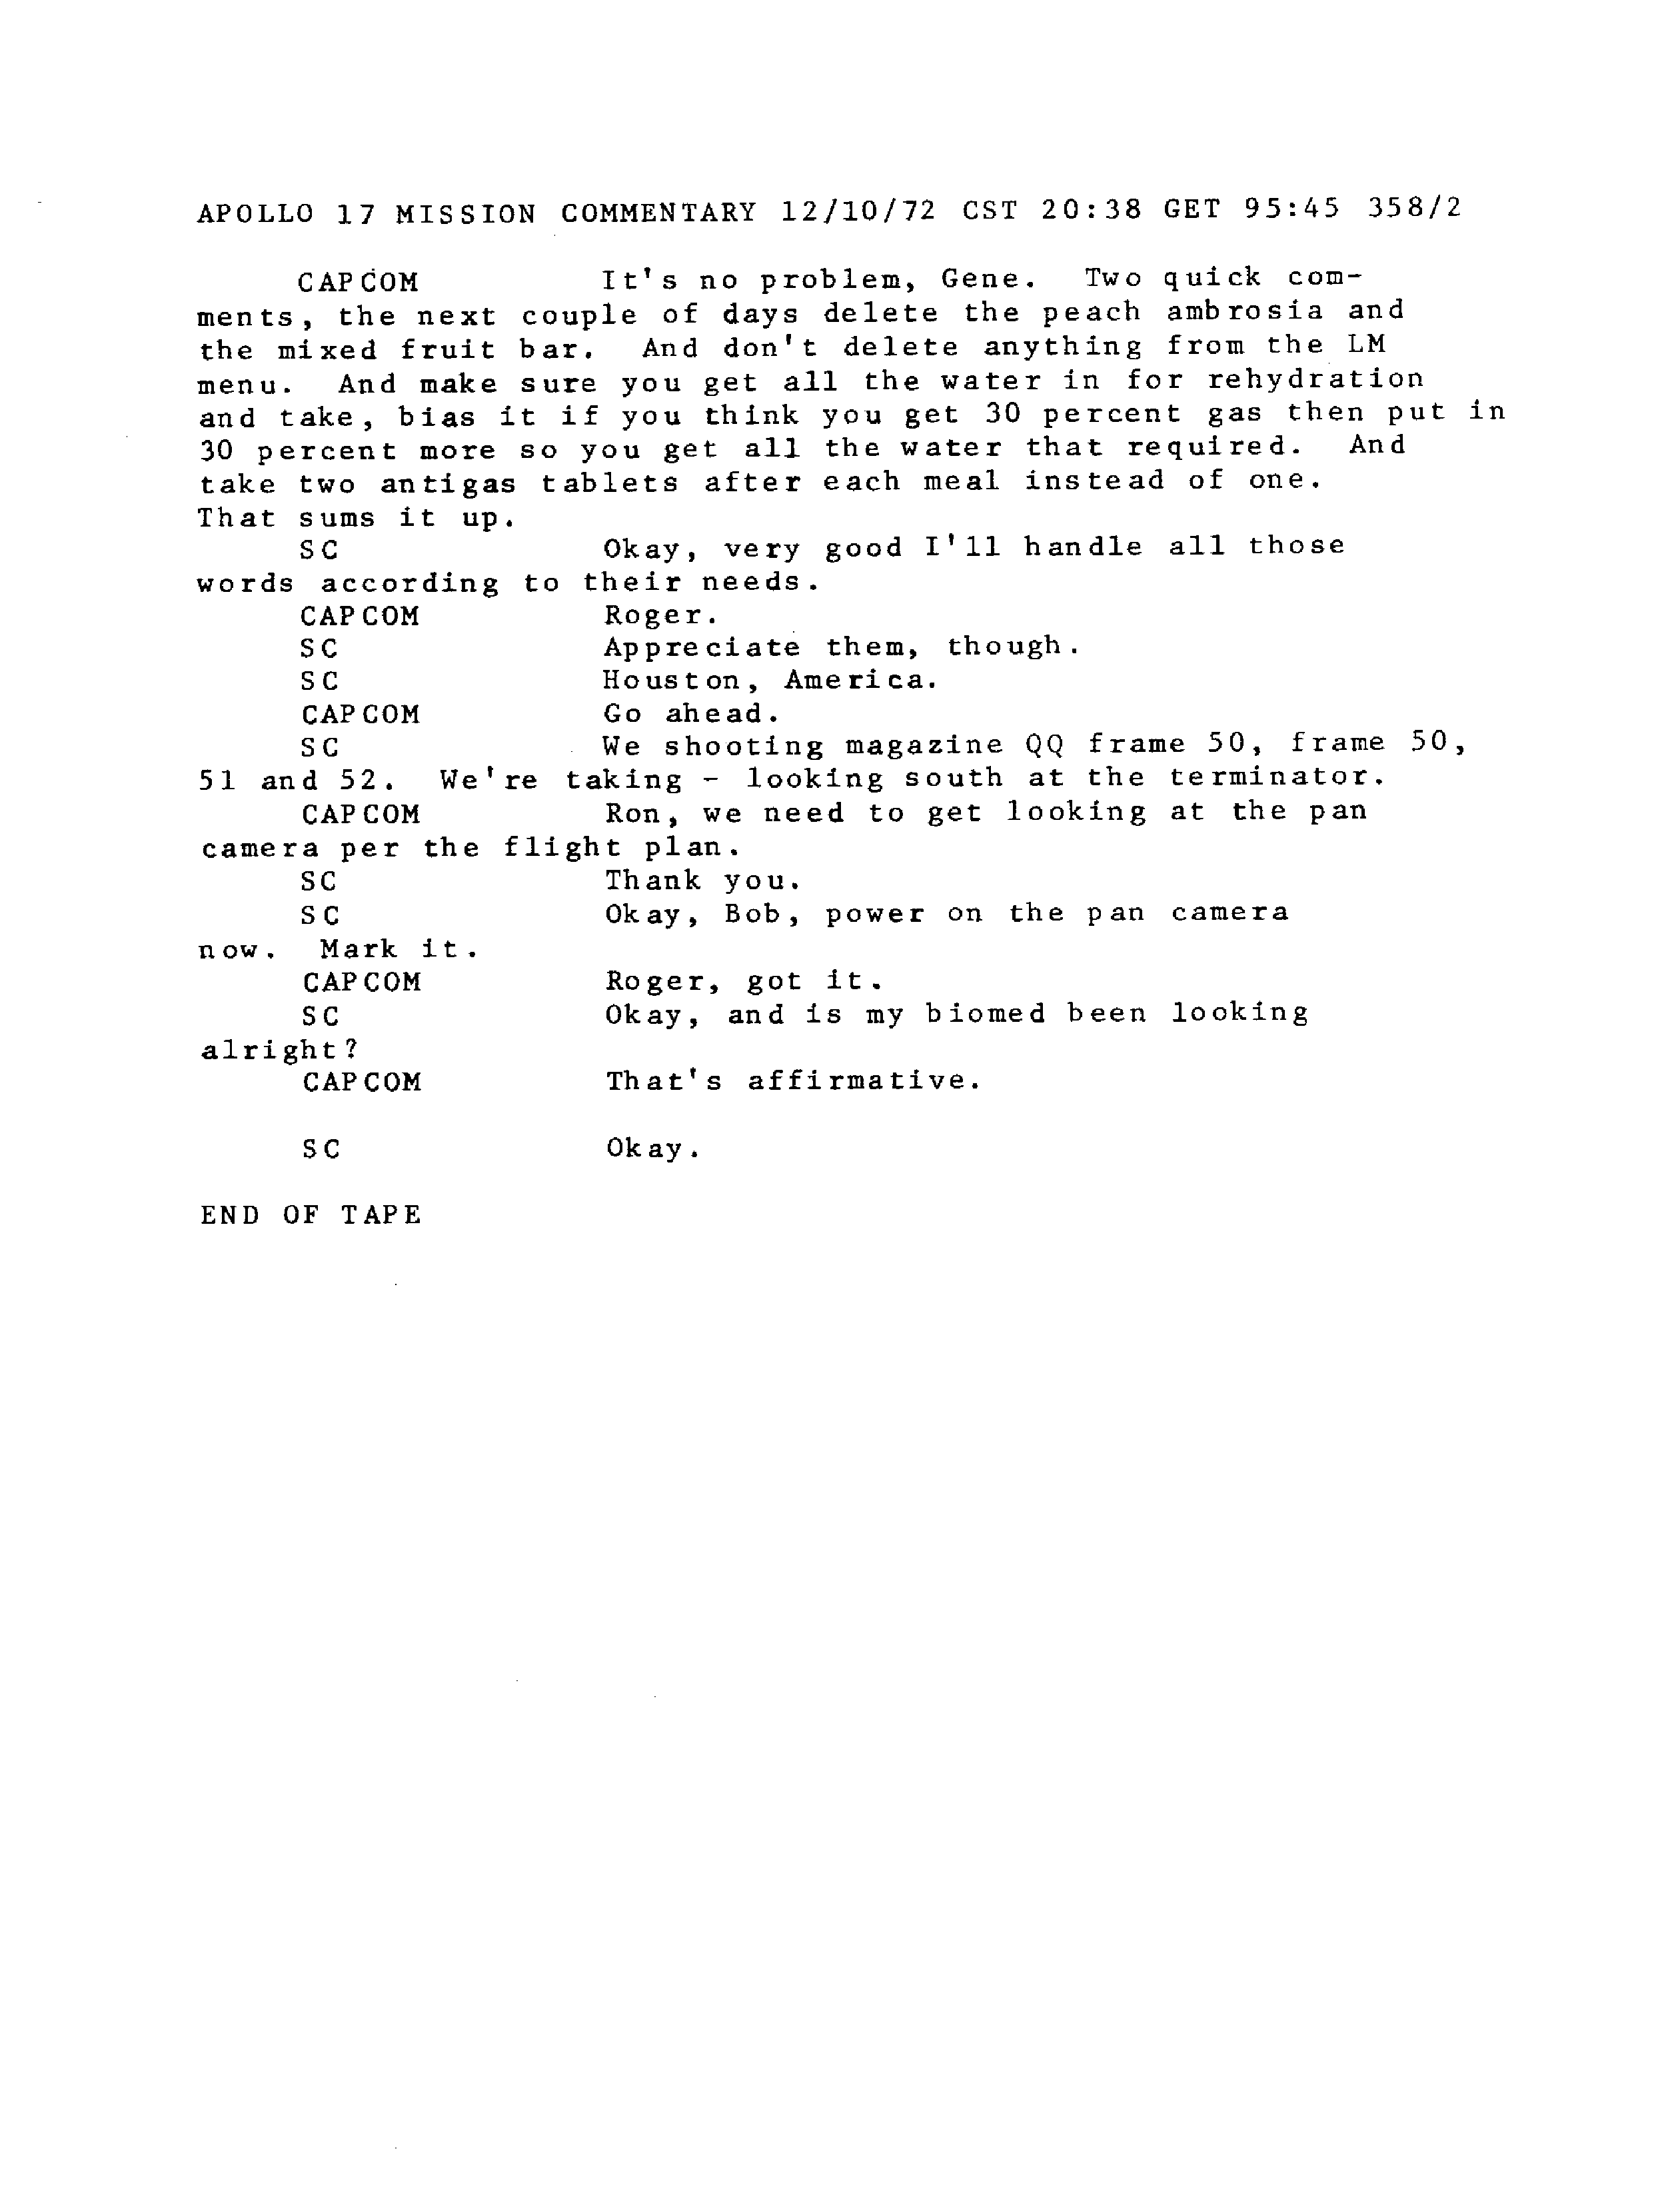 APOLLO 17 MISSION COMMENTARY 12/10/72 CST 20:38 GET 95:45 358/2
CAPCOM It's no problem, Gene. Two quick com-
ments, the next couple of days delete the peach ambrosia and
the mixed fruit bar. And don't delete anything from the LM
menu. And make sure you get all the water in for rehydration
and take, bias it if you think you get 30 percent gas then put in
30 percent more so you get all the water that required. And
take two antigas tablets after each meal instead of one.
That sums it up.
SC Okay, very good I'll handle all those
words according to their needs.
CAPCOM Roger.
SC Appreciate them, though.
SC Houston, America.
CAPCOM Go ahead.
SC We shooting magazine QQ frame 50, frame 50,
51 and 52. We're taking - looking south at the terminator.
CAPCOM Ron, we need to get looking at the pan
camera per the flight plan.
SC Thank you.
SC Okay, Bob, power on the pan camera
now. Mark it.
CAPCOM Roger, got it.
SC Okay, and is my biomed been looking
alright?
CAPCOM That's affirmative.
SC Okay.
END OF TAPE